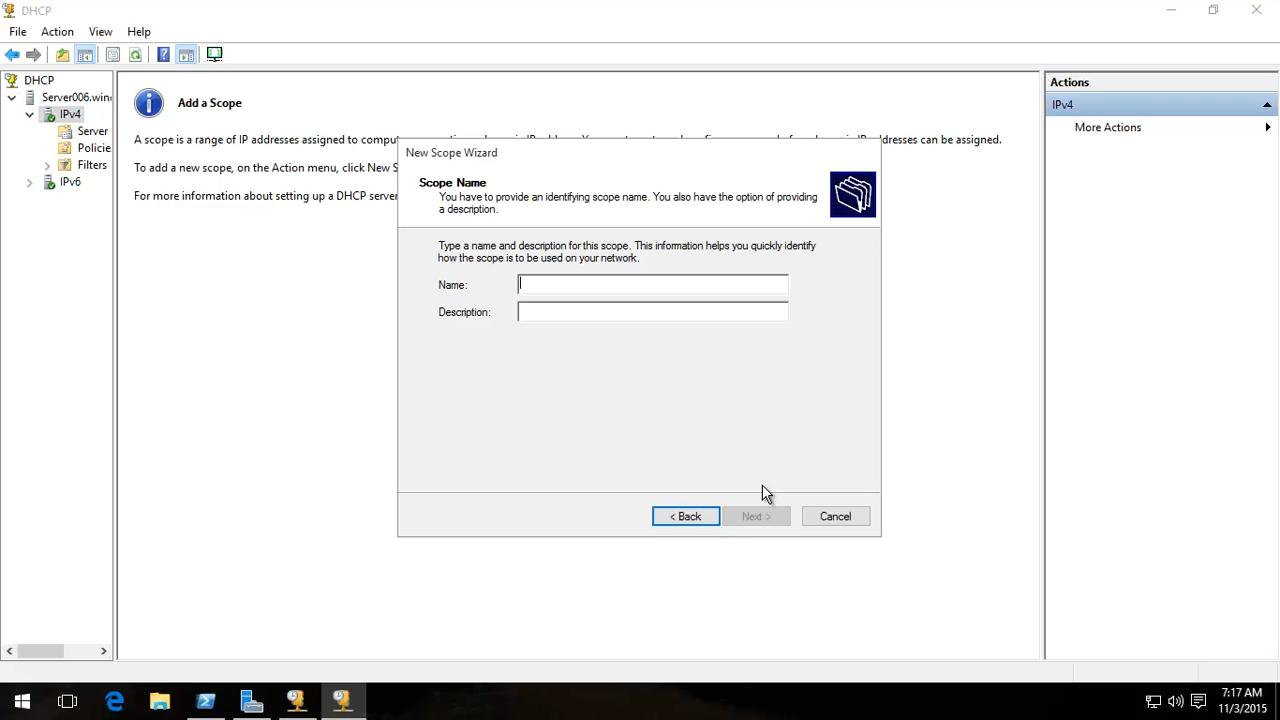 DHCP
File Action View Help
DHCP
Server006.win
IPv4
Server
Policie
Filters
IPv6
Add a Scope
A scope is a range of IP addresses assigned to compu
addresses can be assigned.
To add a new scope, on the Action menu, click New S
For more information about setting up a DHCP server
New Scope Wizard
Scope Name
You have to provide an identifying scope name. You also have the option of providing
a description.
Type a name and description for this scope. This information helps you quickly identify
how the scope is to be used on your network.
Name:
Description:
< Back Next > Cancel
Actions
IPv4
More Actions
7:17 AM
11/3/2015